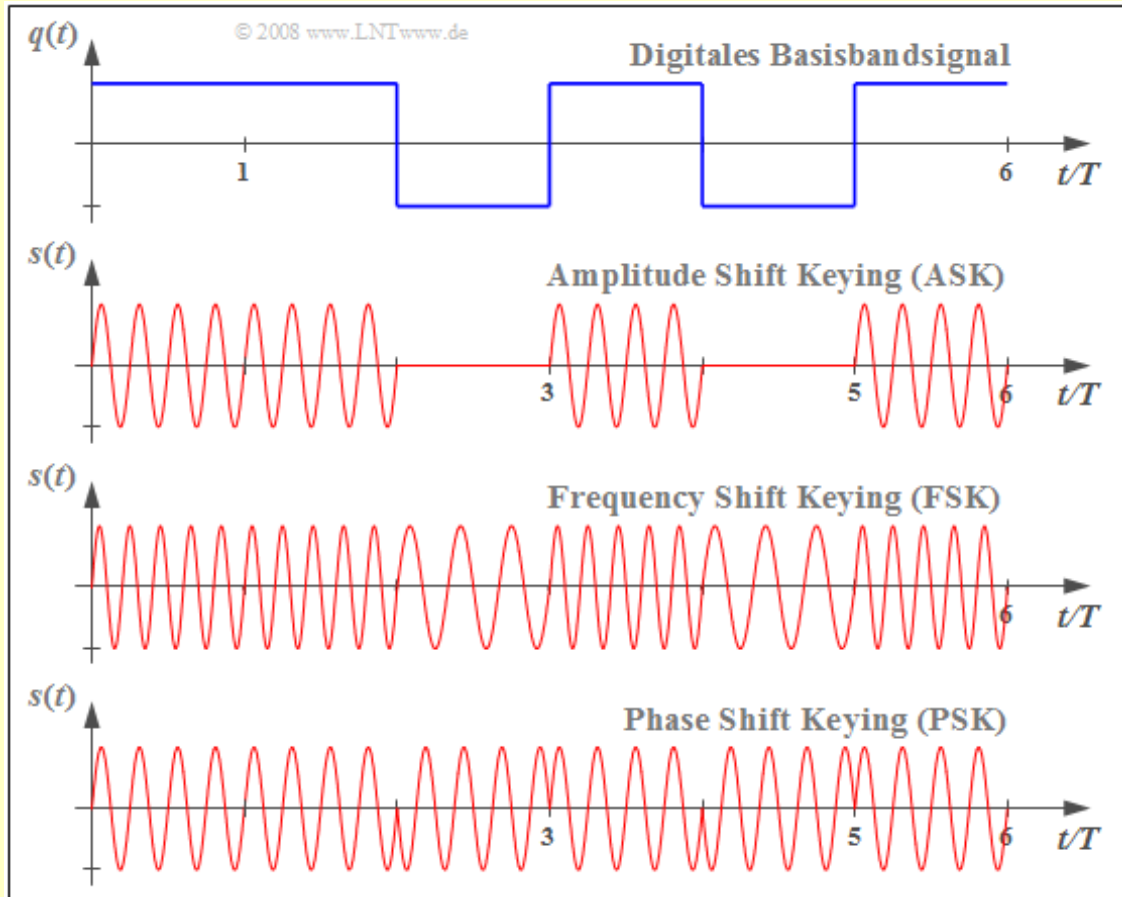 q(t)
© 2008 www.LNTwww.de
Digitales Basisbandsignal
1
6
t/T
s(t)
Amplitude Shift Keying (ASK)
3
5
6
t/T
s(t)
Frequency Shift Keying (FSK)
6
t/T
s(t)
Phase Shift Keying (PSK)
3
5
6
t/T